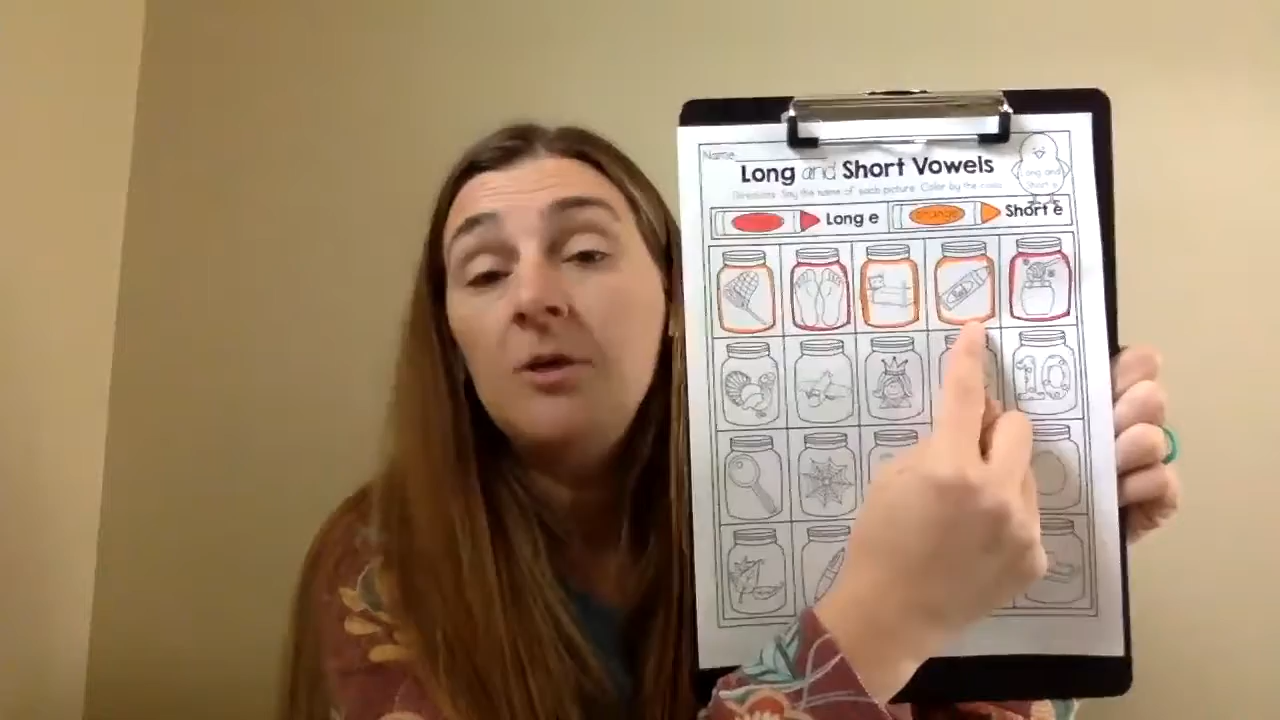 Name
Long and Short Vowels
Directions: Say the name of each picture. Color by the code.
Long and
Short e
Long e
orange
Short e
Red
10